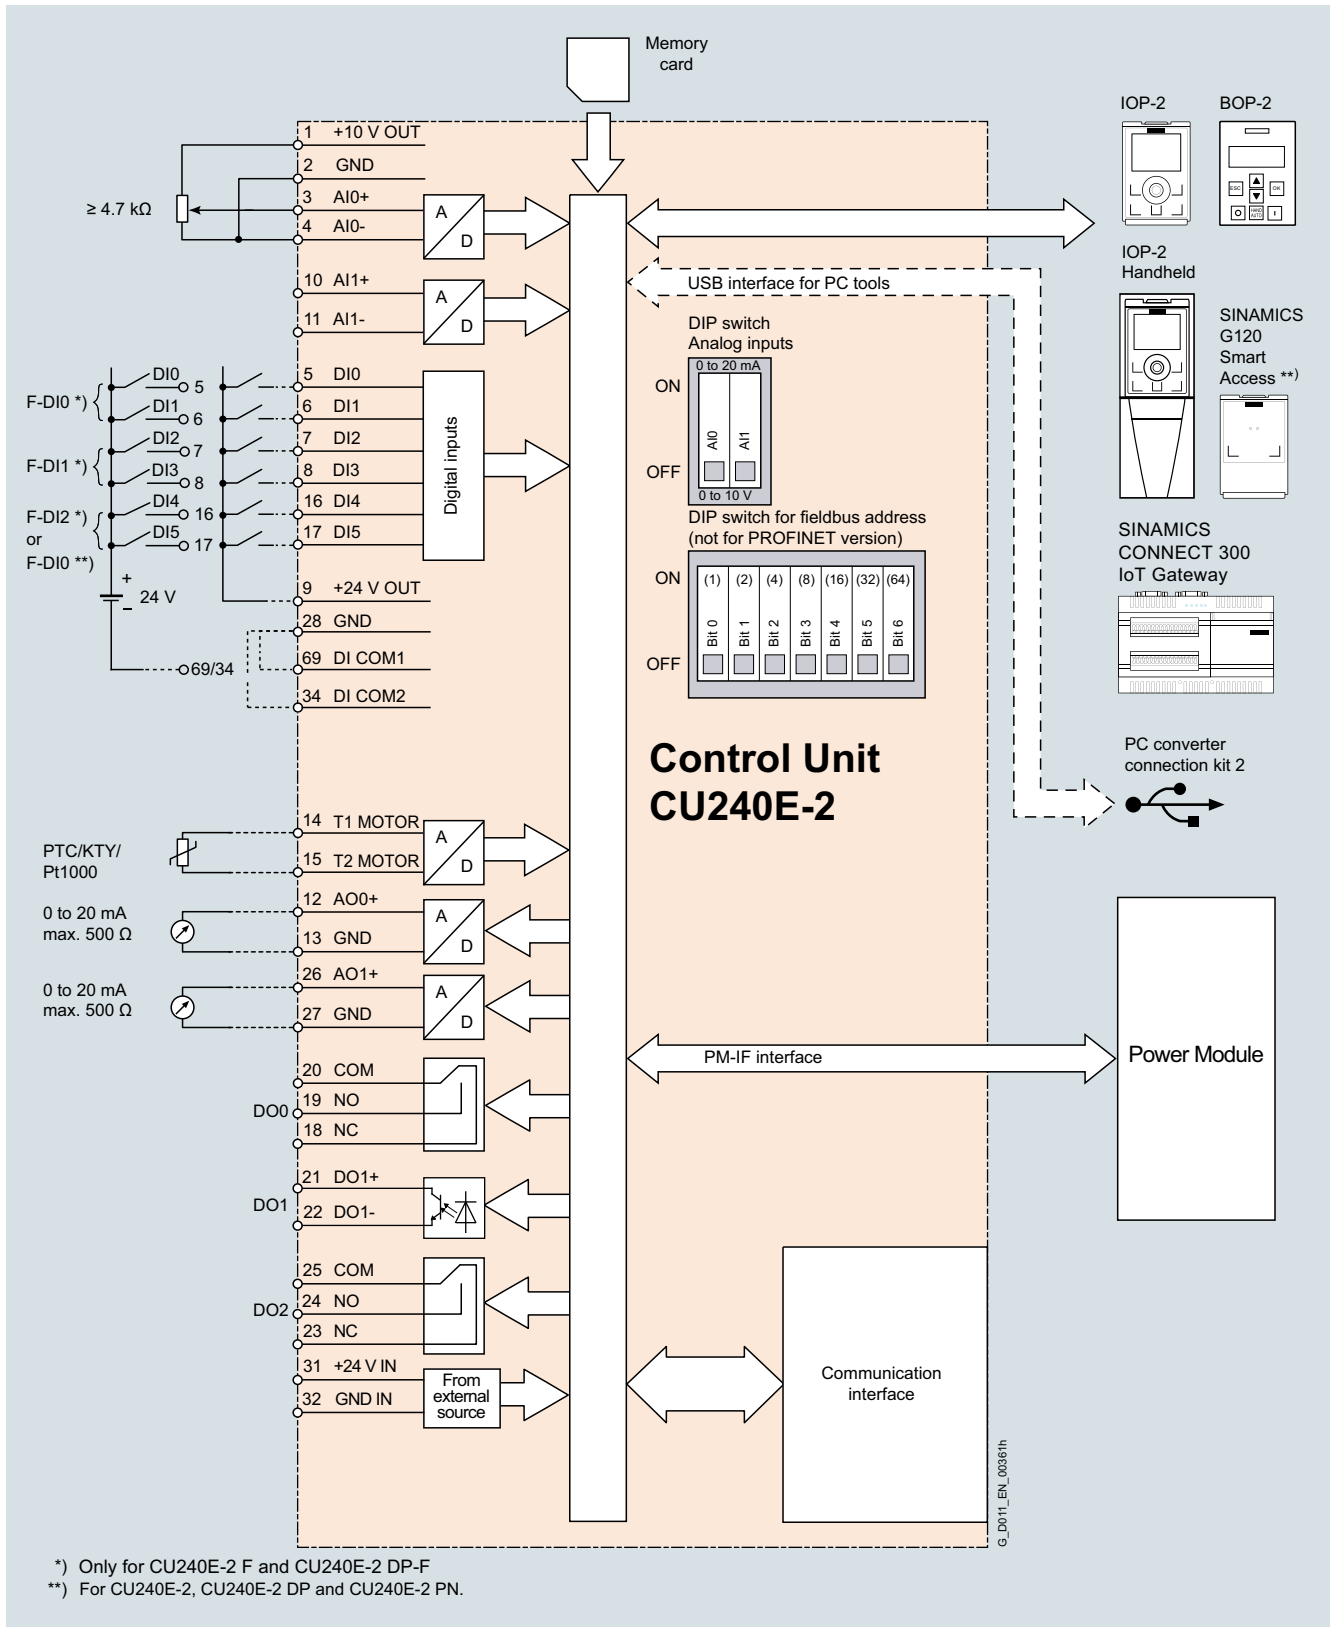 Memory
card
IOP-2
BOP-2
ESC
OK
HAND
AUTO
IOP-2
Handheld
SINAMICS
G120
Smart
Access **)
SINAMICS
CONNECT 300
IoT Gateway
PC converter
connection kit 2
Power Module
1 +10 V OUT
2 GND
≥ 4.7 kΩ
3 AI0+
4 AI0-
A
D
10 AI1+
11 AI1-
A
D
USB interface for PC tools
DIP switch
Analog inputs
0 to 20 mA
ON
AI0
AI1
OFF
0 to 10 V
DIP switch for fieldbus address
(not for PROFINET version)
ON
(1) (2) (4) (8) (16) (32) (64)
Bit 0 Bit 1 Bit 2 Bit 3 Bit 4 Bit 5 Bit 6
OFF
F-DI0 *)
F-DI1 *)
F-DI2 *)
or
F-DI0 **)
DI0 5
DI1 6
DI2 7
DI3 8
DI4 16
DI5 17
+
− 24 V
69/34
5 DI0
6 DI1
7 DI2
8 DI3
16 DI4
17 DI5
Digital inputs
9 +24 V OUT
28 GND
69 DI COM1
34 DI COM2
Control Unit
CU240E-2
PTC/KTY/
Pt1000
14 T1 MOTOR
15 T2 MOTOR
A
D
0 to 20 mA
max. 500 Ω
12 AO0+
13 GND
A
D
0 to 20 mA
max. 500 Ω
26 AO1+
27 GND
A
D
PM-IF interface
DO0
20 COM
19 NO
18 NC
DO1
21 DO1+
22 DO1-
DO2
25 COM
24 NO
23 NC
31 +24 V IN
32 GND IN
From
external
source
Communication
interface
G_D011_EN_00361h
*) Only for CU240E-2 F and CU240E-2 DP-F
**) For CU240E-2, CU240E-2 DP and CU240E-2 PN.